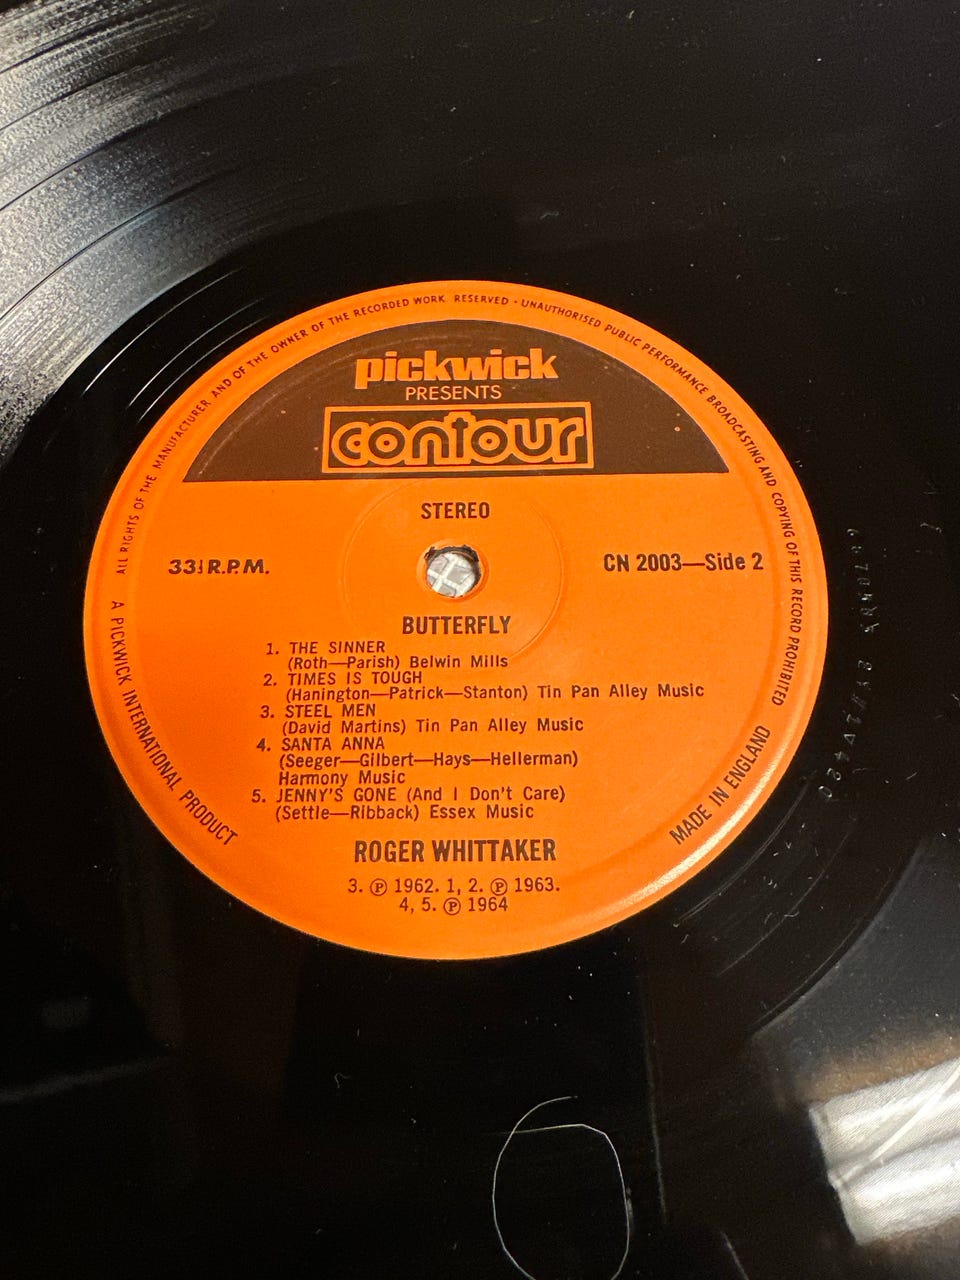 ALL RIGHTS OF THE MANUFACTURER AND OF THE OWNER OF THE RECORDED WORK RESERVED · UNAUTHORISED PUBLIC PERFORMANCE BROADCASTING AND COPYING OF THIS RECORD PROHIBITED
pickwick
PRESENTS
contour
STEREO
33⅓ R.P.M.
CN 2003—Side 2
BUTTERFLY
1. THE SINNER
(Roth—Parish) Belwin Mills
2. TIMES IS TOUGH
(Hanington—Patrick—Stanton) Tin Pan Alley Music
3. STEEL MEN
(David Martins) Tin Pan Alley Music
4. SANTA ANNA
(Seeger—Gilbert—Hays—Hellerman)
Harmony Music
5. JENNY'S GONE (And I Don't Care)
(Settle—Ribback) Essex Music
ROGER WHITTAKER
3. ℗ 1962. 1, 2. ℗ 1963.
4, 5. ℗ 1964
A PICKWICK INTERNATIONAL PRODUCT
MADE IN ENGLAND